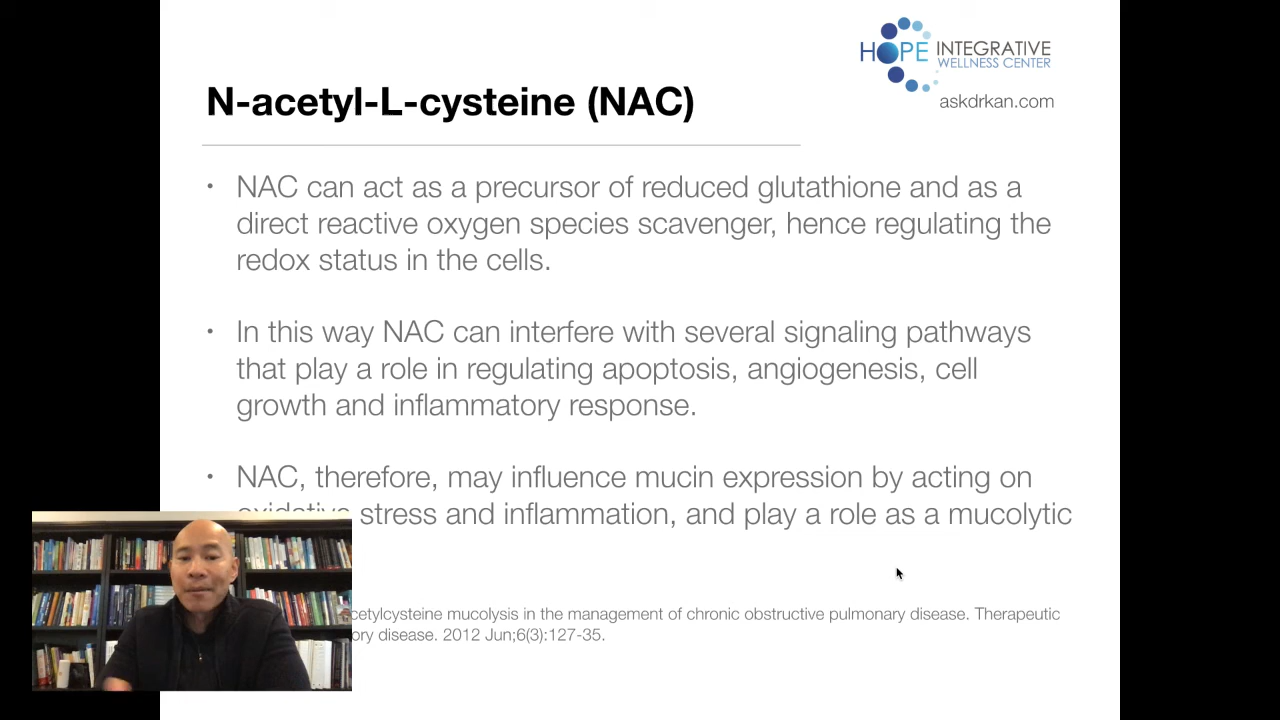 HOPE INTEGRATIVE
WELLNESS CENTER
askdrkan.com
N-acetyl-L-cysteine (NAC)
• NAC can act as a precursor of reduced glutathione and as a
direct reactive oxygen species scavenger, hence regulating the
redox status in the cells.
• In this way NAC can interfere with several signaling pathways
that play a role in regulating apoptosis, angiogenesis, cell
growth and inflammatory response.
• NAC, therefore, may influence mucin expression by acting on
oxidative stress and inflammation, and play a role as a mucolytic
cetylcysteine mucolysis in the management of chronic obstructive pulmonary disease. Therapeutic
ory disease. 2012 Jun;6(3):127-35.